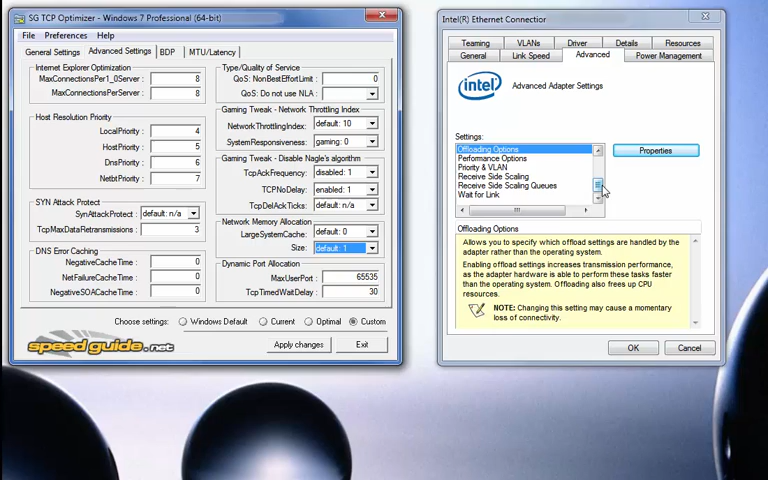 SG TCP Optimizer - Windows 7 Professional (64-bit)
File Preferences Help
General Settings Advanced Settings BDP MTU/Latency
Internet Explorer Optimization
MaxConnectionsPer1_0Server : 8
MaxConnectionsPerServer : 8
Host Resolution Priority
LocalPriority : 4
HostPriority : 5
DnsPriority : 6
NetbtPriority : 7
SYN Attack Protect
SynAttackProtect : default: n/a
TcpMaxDataRetransmissions : 3
DNS Error Caching
NegativeCacheTime : 0
NetFailureCacheTime : 0
NegativeSOACacheTime : 0
Type/Quality of Service
QoS: NonBestEffortLimit : 0
QoS: Do not use NLA :
Gaming Tweak - Network Throttling Index
NetworkThrottlingIndex: default: 10
SystemResponsiveness: gaming: 0
Gaming Tweak - Disable Nagle's algorithm
TcpAckFrequency: disabled: 1
TCPNoDelay: enabled: 1
TcpDelAckTicks: default: n/a
Network Memory Allocation
LargeSystemCache: default: 0
Size: default: 1
Dynamic Port Allocation
MaxUserPort : 65535
TcpTimedWaitDelay : 30
Choose settings: Windows Default Current Optimal Custom
speed guide.net
Apply changes Exit
Intel(R) Ethernet Connector
Teaming VLANs Driver Details Resources
General Link Speed Advanced Power Management
intel
Advanced Adapter Settings
Settings:
Offloading Options
Performance Options
Priority & VLAN
Receive Side Scaling
Receive Side Scaling Queues
Wait for Link
Properties
Offloading Options
Allows you to specify which offload settings are handled by the
adapter rather than the operating system.
Enabling offload settings increases transmission performance,
as the adapter hardware is able to perform these tasks faster
than the operating system. Offloading also frees up CPU
resources.
NOTE: Changing this setting may cause a momentary
loss of connectivity.
OK Cancel